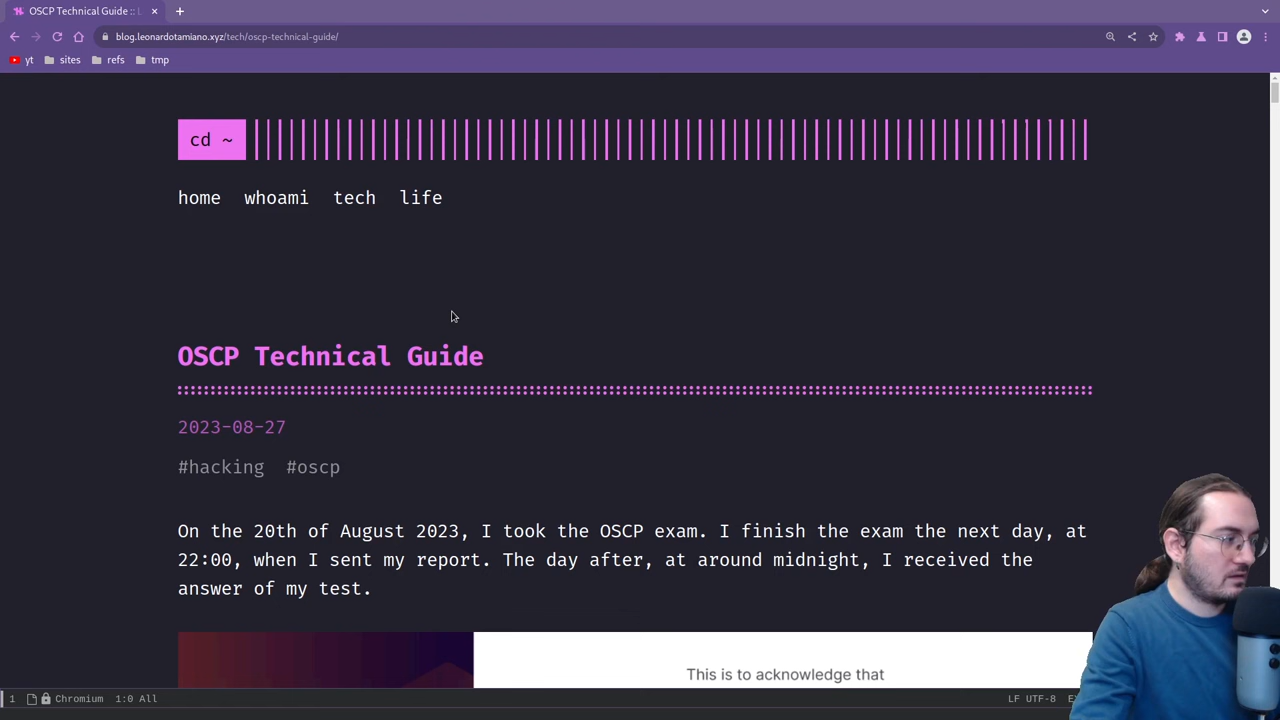 OSCP Technical Guide ::
blog.leonardotamiano.xyz/tech/oscp-technical-guide/
yt sites refs tmp
cd ~
home whoami tech life
OSCP Technical Guide
2023-08-27
#hacking #oscp
On the 20th of August 2023, I took the OSCP exam. I finish the exam the next day, at
22:00, when I sent my report. The day after, at around midnight, I received the
answer of my test.
This is to acknowledge that
1 Chromium 1:0 All LF UTF-8